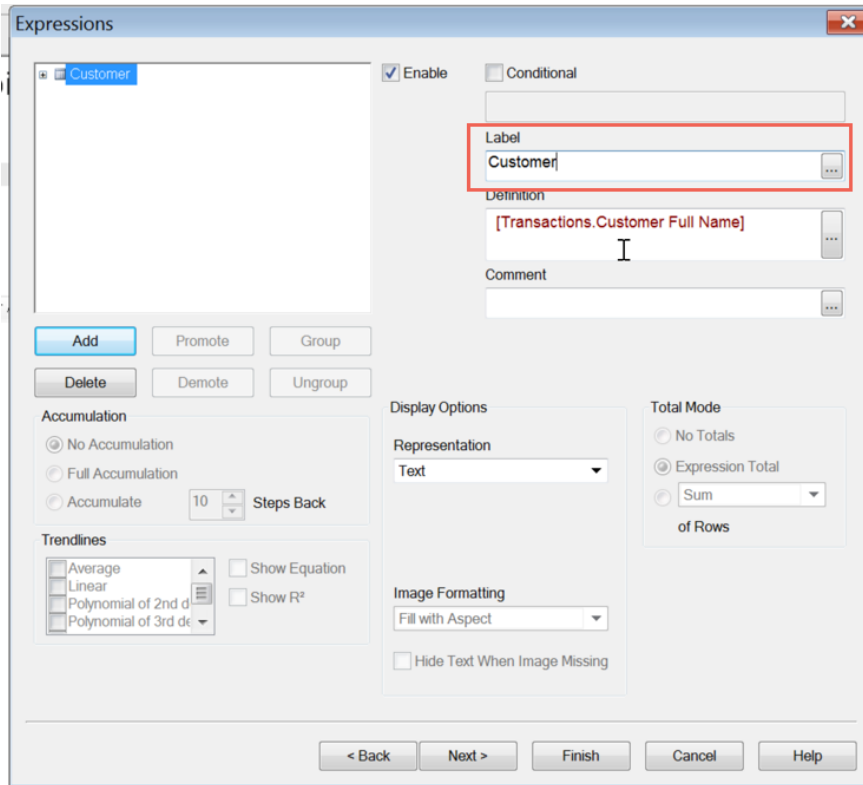 Expressions
Customer
Enable
Conditional
Label
Customer
...
Definition
[Transactions.Customer Full Name]
...
Comment
...
Add
Promote
Group
Delete
Demote
Ungroup
Accumulation
No Accumulation
Full Accumulation
Accumulate
10
Steps Back
Trendlines
Average
Linear
Polynomial of 2nd d
Polynomial of 3rd de
Show Equation
Show R²
Display Options
Representation
Text
Image Formatting
Fill with Aspect
Hide Text When Image Missing
Total Mode
No Totals
Expression Total
Sum
of Rows
< Back
Next >
Finish
Cancel
Help